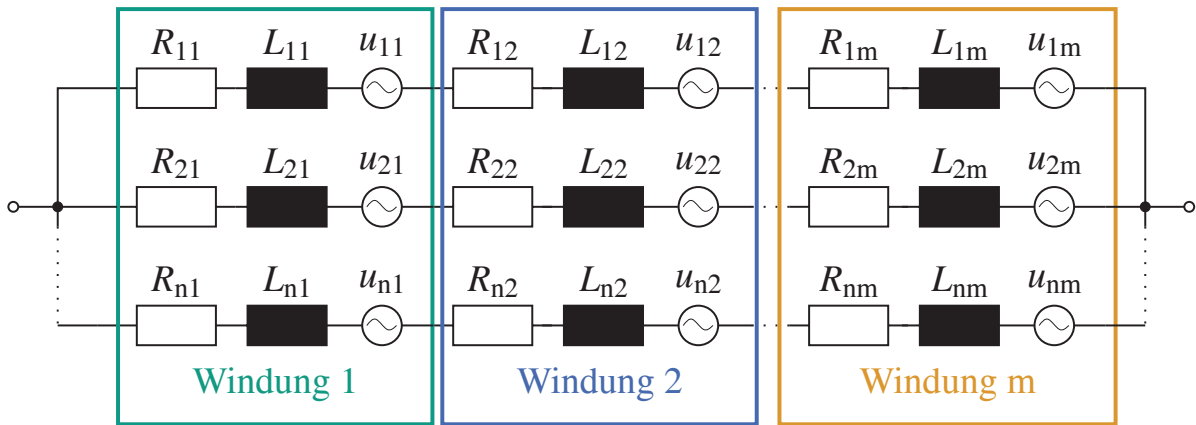 R11 L11 u11 R12 L12 u12 R1m L1m u1m
R21 L21 u21 R22 L22 u22 R2m L2m u2m
Rn1 Ln1 un1 Rn2 Ln2 un2 Rnm Lnm unm
Windung 1 Windung 2 Windung m